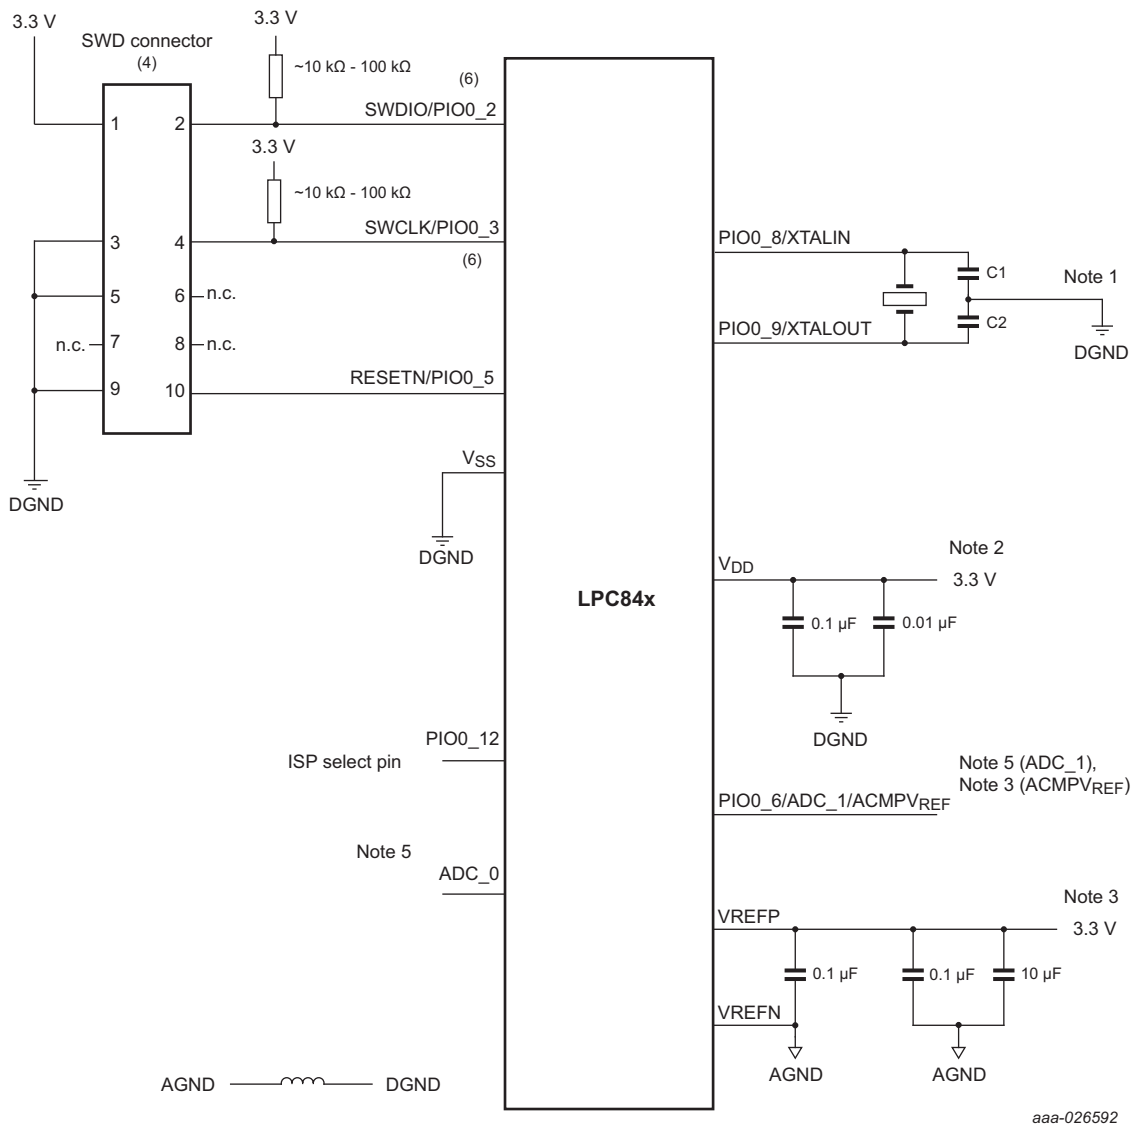 3.3 V
3.3 V
SWD connector
(4)
~10 kΩ - 100 kΩ
(6)
SWDIO/PIO0_2
1
2
3.3 V
~10 kΩ - 100 kΩ
SWCLK/PIO0_3
(6)
3
4
5
6
n.c.
n.c.
7
8
n.c.
9
10
RESETN/PIO0_5
DGND
VSS
DGND
LPC84x
PIO0_8/XTALIN
C1
Note 1
C2
PIO0_9/XTALOUT
DGND
Note 2
VDD
3.3 V
0.1 µF
0.01 µF
DGND
PIO0_12
ISP select pin
Note 5 (ADC_1),
Note 3 (ACMPVREF)
PIO0_6/ADC_1/ACMPVREF
Note 5
ADC_0
Note 3
VREFP
3.3 V
0.1 µF
0.1 µF
10 µF
VREFN
AGND
AGND
AGND
DGND
aaa-026592